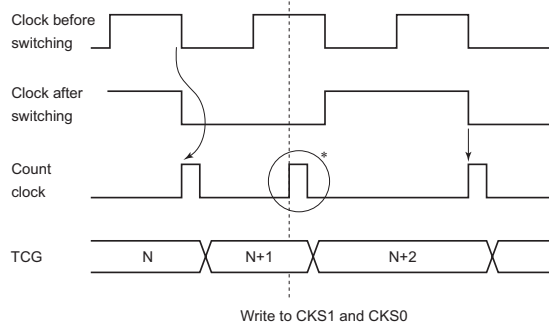 Clock before
switching
Clock after
switching
*
Count
clock
TCG
N
N+1
N+2
Write to CKS1 and CKS0